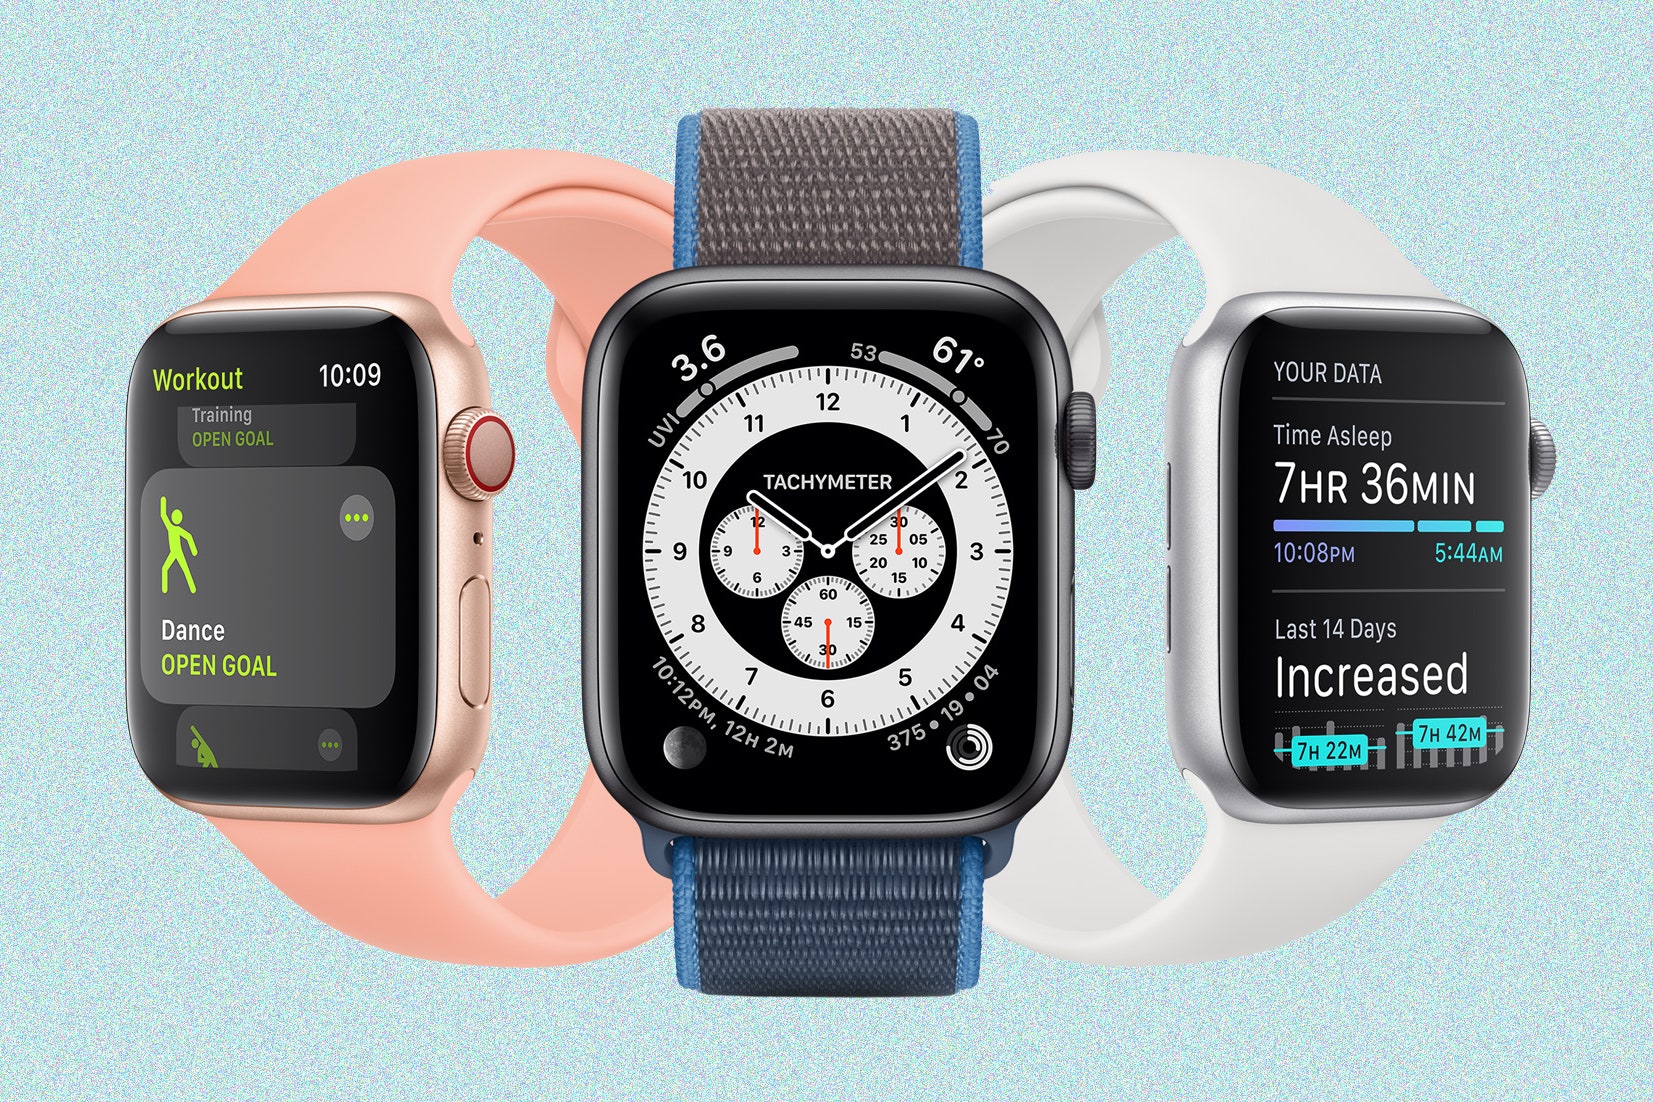 Workout 10:09
Training
OPEN GOAL
Dance
OPEN GOAL
3.6
UVI
53
61°
70
12
1
2
3
4
5
6
7
8
9
10
11
TACHYMETER
12
3
6
9
30
05
10
15
20
25
60
15
30
45
10:12PM, 12H 2M
375 • 19 • 04
YOUR DATA
Time Asleep
7HR 36MIN
10:08PM 5:44AM
Last 14 Days
Increased
7H 22M 7H 42M